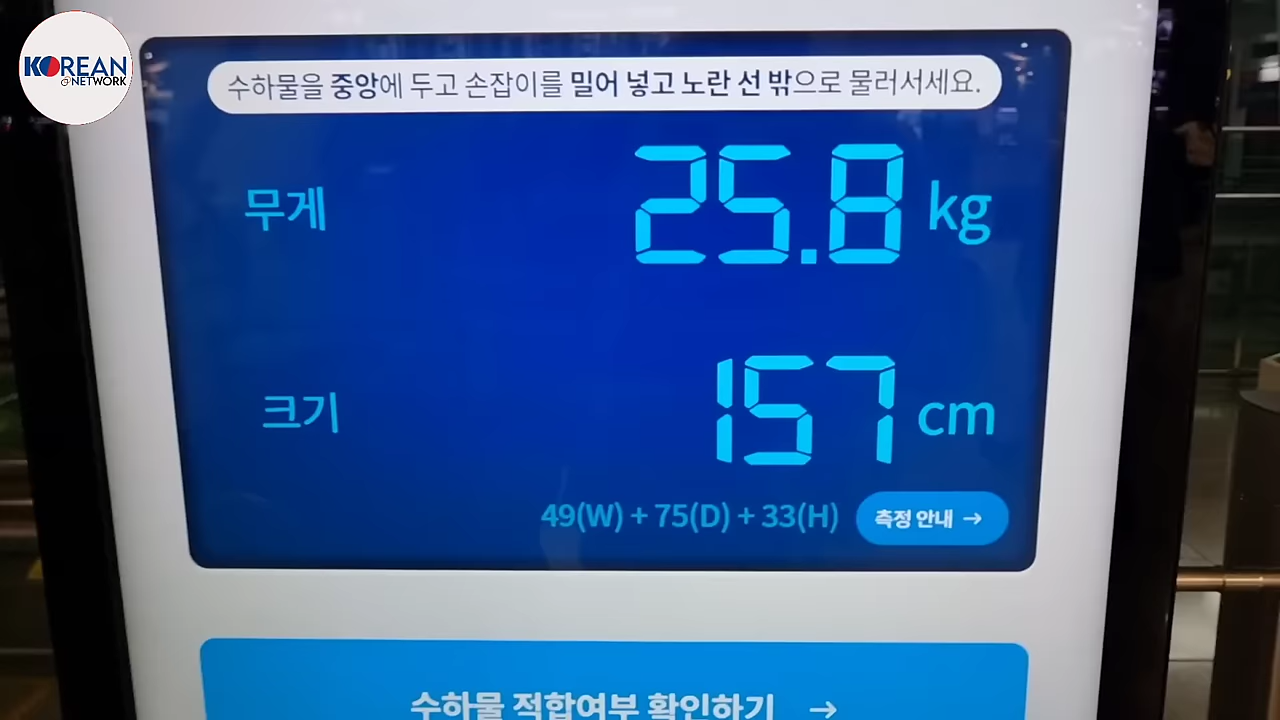 KOREAN
@NETWORK
수하물을 중앙에 두고 손잡이를 밀어 넣고 노란 선 밖으로 물러서세요.
무게 25.8 kg
크기 157 cm
49(W) + 75(D) + 33(H) 측정 안내 →
수하물 적합여부 확인하기 →